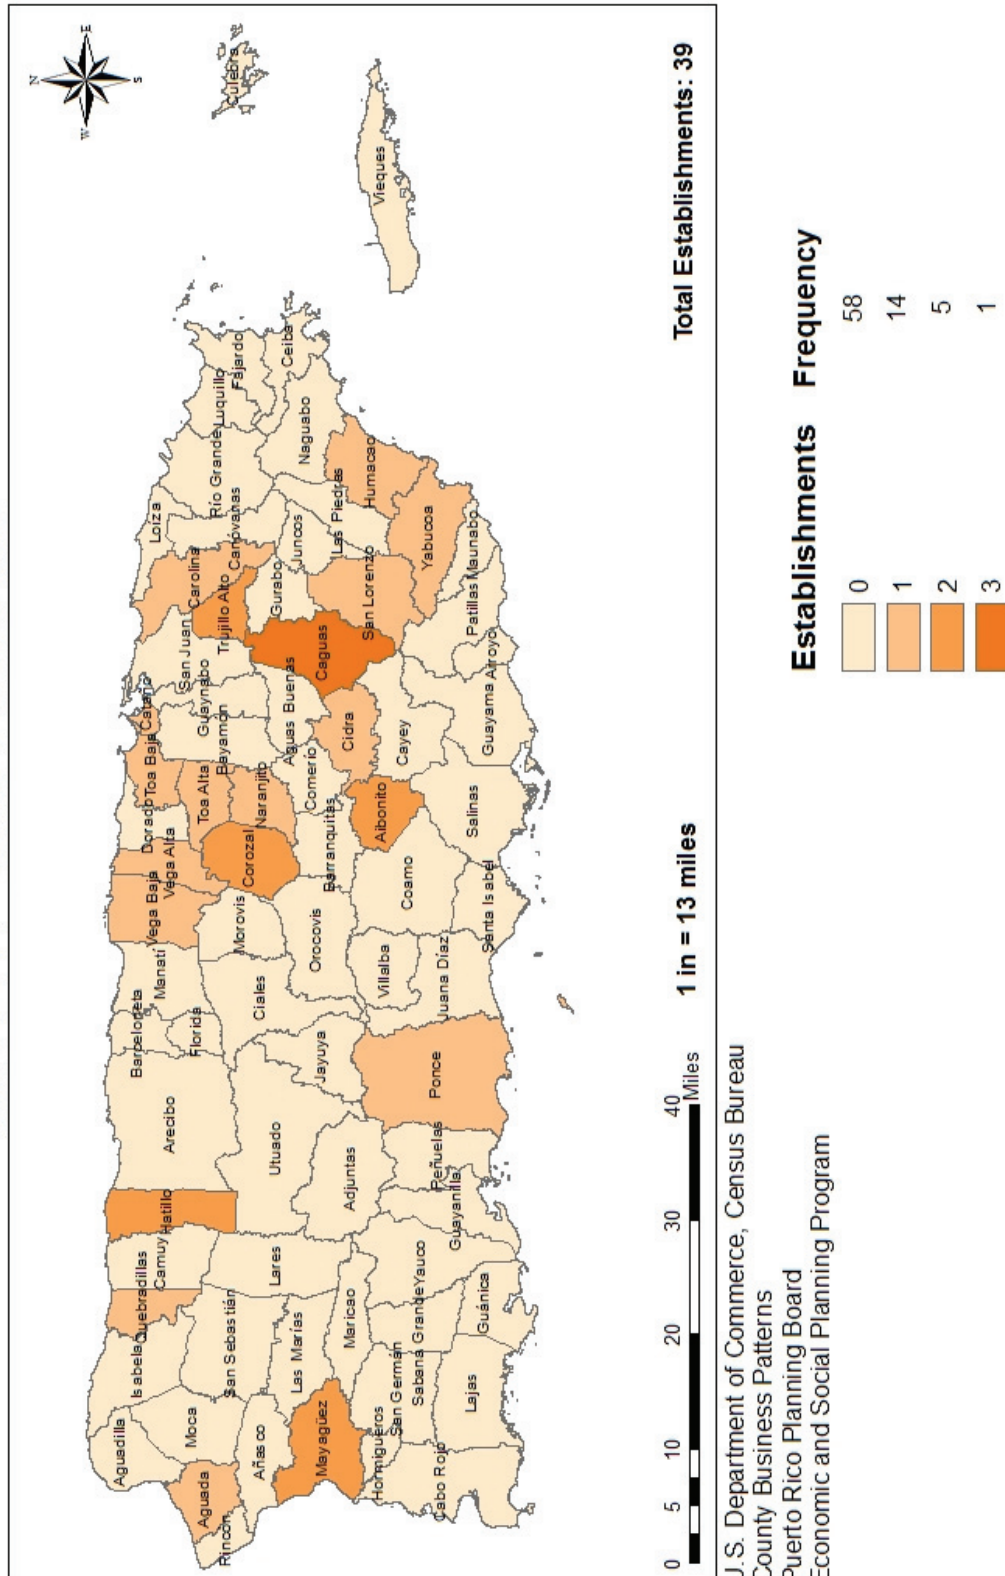 N
W
E
S
Culebra
Vieques
Aguadilla
Isabela
Quebradillas
Camuy
Hatillo
Arecibo
Barceloneta
Florida
Manatí
Vega Baja
Vega Alta
Dorado
Toa Baja
Toa Alta
Cataño
Bayamón
Guaynabo
San Juan
Carolina
Trujillo Alto
Loíza
Canóvanas
Río Grande
Luquillo
Fajardo
Ceiba
Aguada
Rincón
Moca
Añasco
San Sebastián
Lares
Utuado
Ciales
Morovis
Corozal
Naranjito
Comerío
Aguas Buenas
Caguas
Gurabo
Juncos
Las Piedras
Naguabo
Humacao
Mayagüez
Las Marías
Maricao
Adjuntas
Jayuya
Orocovis
Barranquitas
Aibonito
Cidra
Cayey
San Lorenzo
Yabucoa
Hormigueros
San Germán
Cabo Rojo
Lajas
Sabana Grande
Yauco
Guánica
Guayanilla
Peñuelas
Ponce
Juana Díaz
Villalba
Coamo
Santa Isabel
Salinas
Guayama
Arroyo
Patillas
Maunabo
0 5 10 20 30 40
Miles
1 in = 13 miles
Total Establishments: 39
U.S. Department of Commerce, Census Bureau
County Business Patterns
Puerto Rico Planning Board
Economic and Social Planning Program
Establishments Frequency
0 58
1 14
2 5
3 1